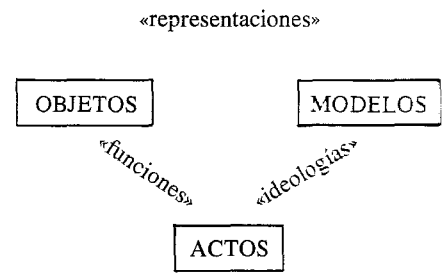 «representaciones»
OBJETOS
MODELOS
«funciones»
«ideologías»
ACTOS